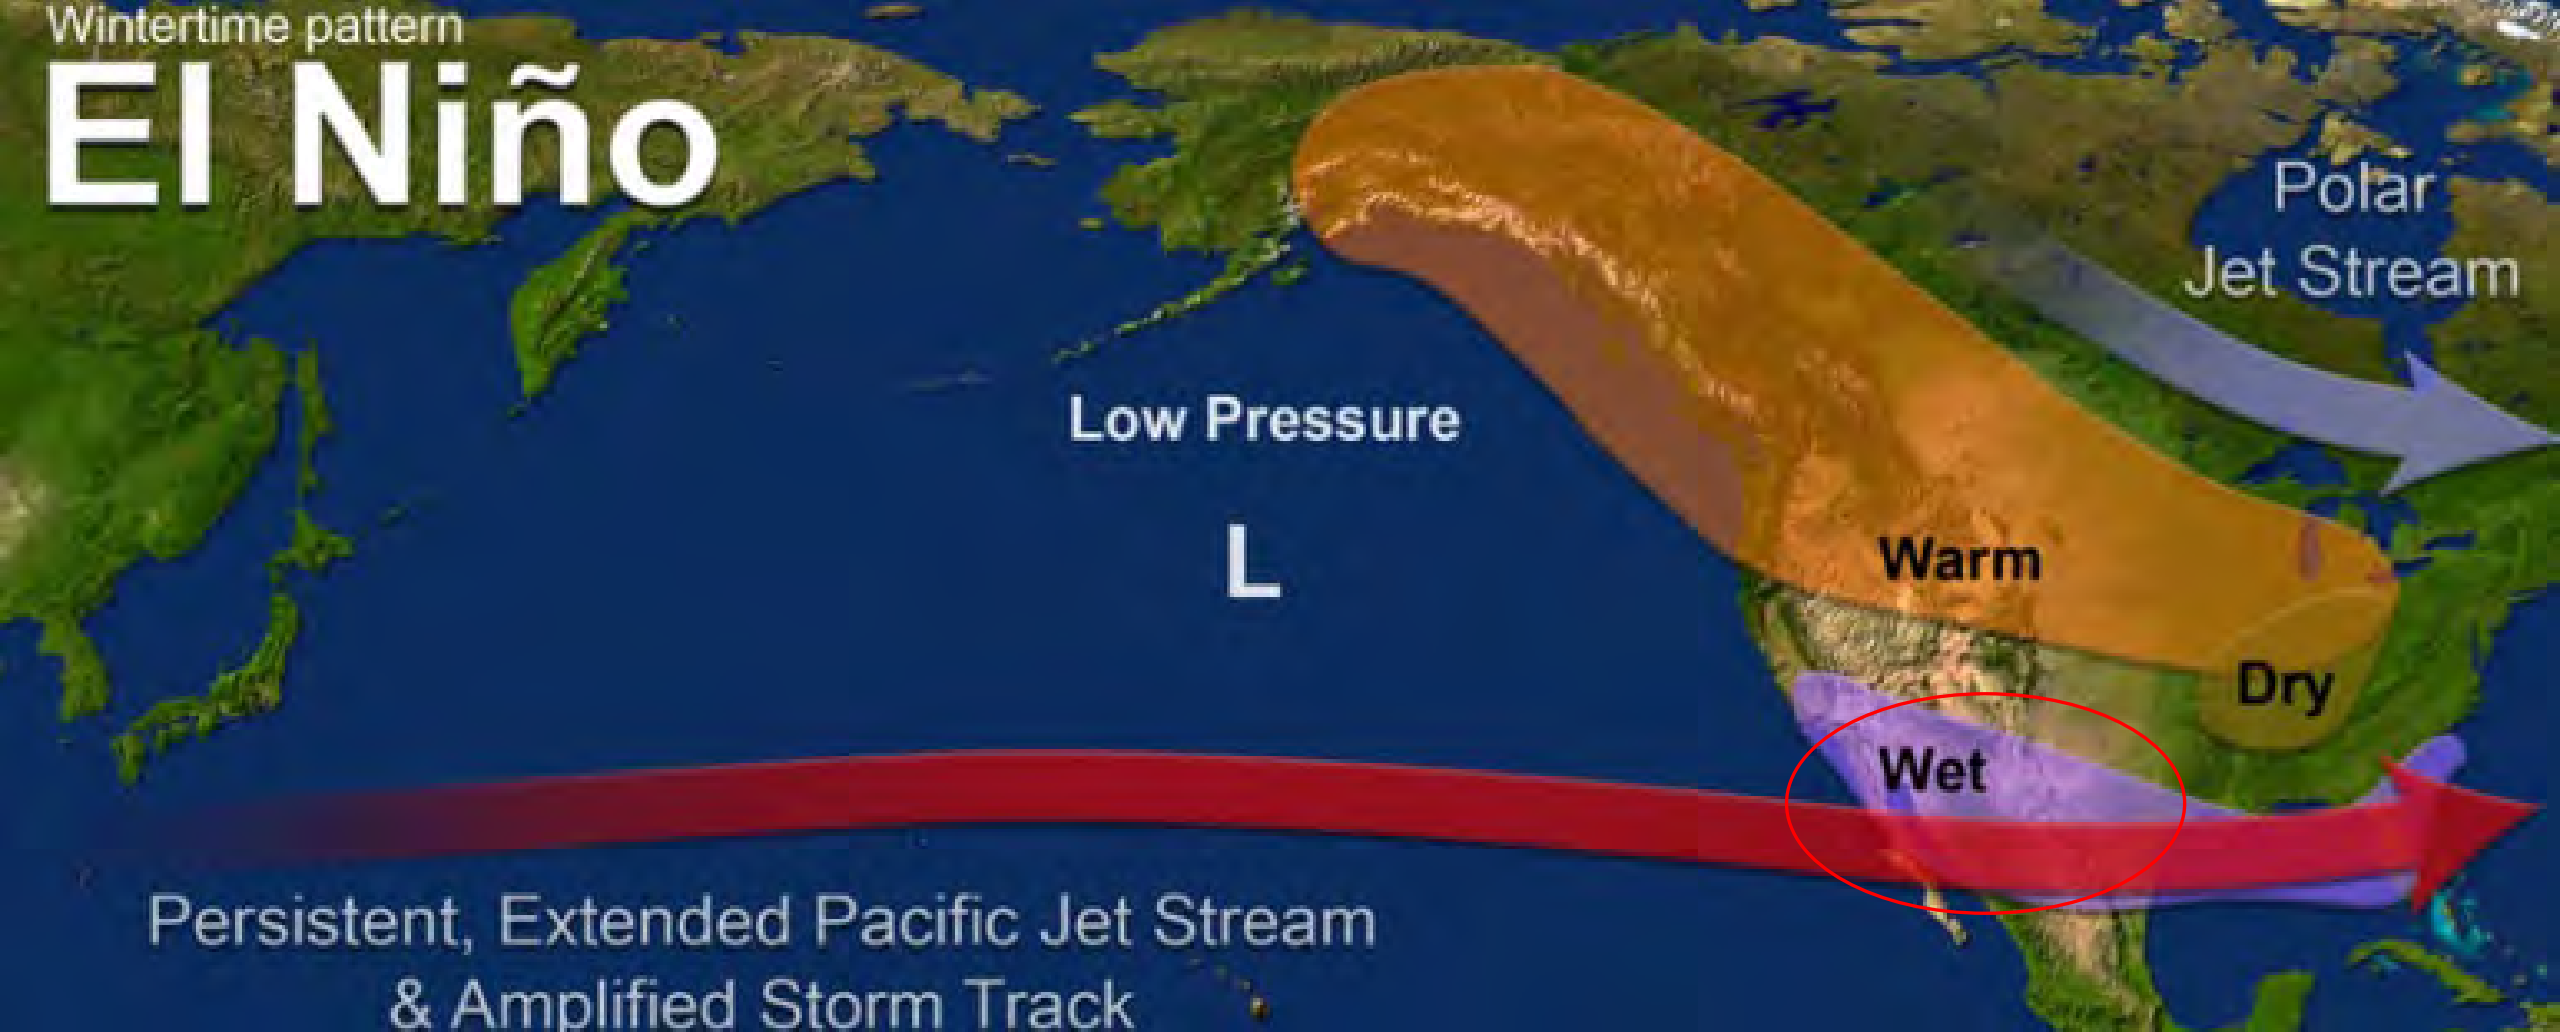 Wintertime pattern
El Niño
Polar
Jet Stream
Low Pressure
L
Warm
Dry
Wet
Persistent, Extended Pacific Jet Stream
& Amplified Storm Track